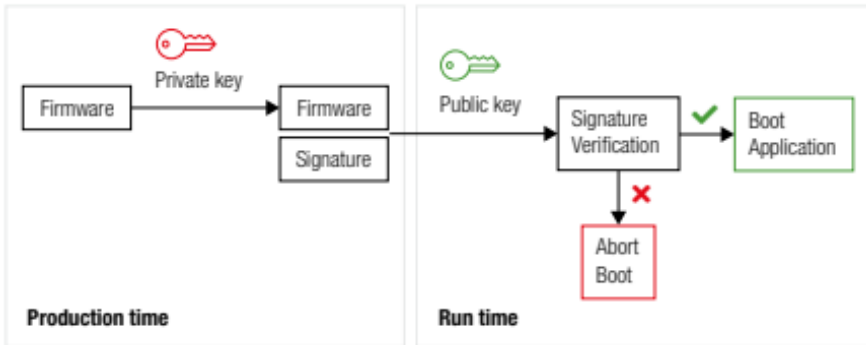 Private key
Firmware
Firmware
Signature
Production time
Public key
Signature
Verification
Boot
Application
Abort
Boot
Run time